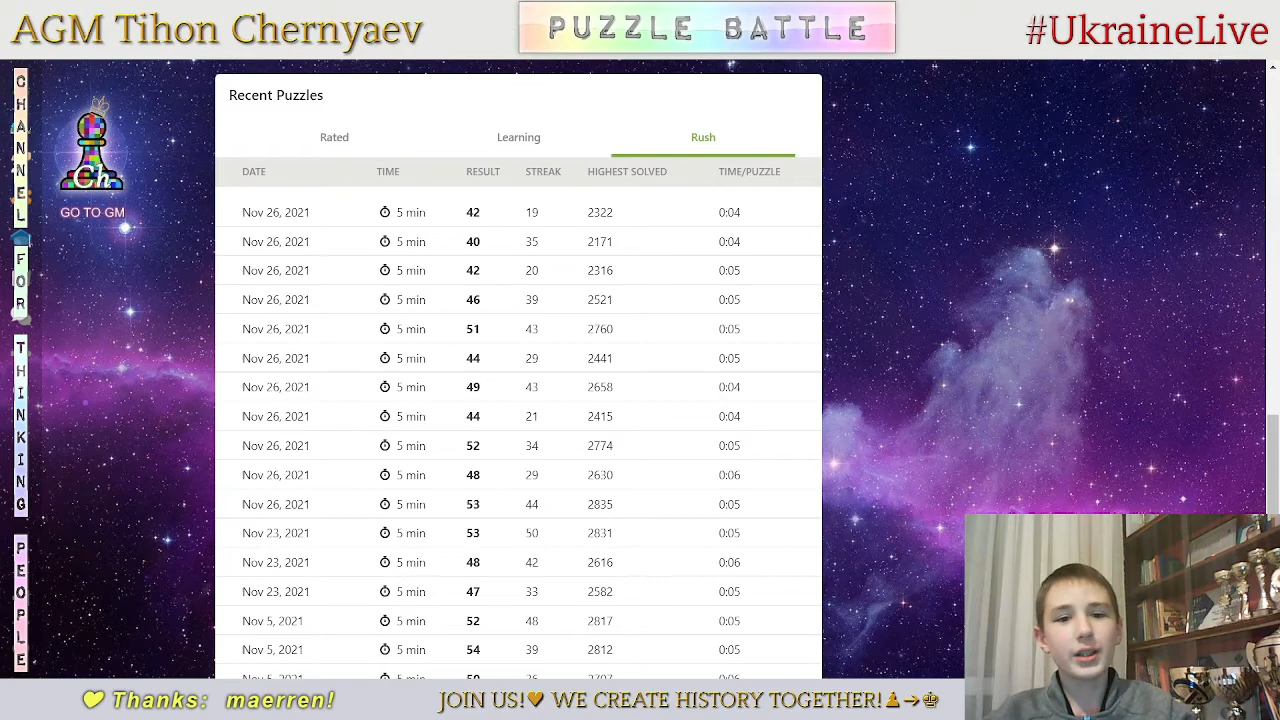 AGM Tihon Chernyaev
PUZZLE BATTLE
#UkraineLive
CHANNEL
FOR
THINKING
PEOPLE
Ch
GO TO GM
Recent Puzzles
Rated Learning Rush
DATE TIME RESULT STREAK HIGHEST SOLVED TIME/PUZZLE
Nov 26, 2021 5 min 42 19 2322 0:04
Nov 26, 2021 5 min 40 35 2171 0:04
Nov 26, 2021 5 min 42 20 2316 0:05
Nov 26, 2021 5 min 46 39 2521 0:05
Nov 26, 2021 5 min 51 43 2760 0:05
Nov 26, 2021 5 min 44 29 2441 0:05
Nov 26, 2021 5 min 49 43 2658 0:04
Nov 26, 2021 5 min 44 21 2415 0:04
Nov 26, 2021 5 min 52 34 2774 0:05
Nov 26, 2021 5 min 48 29 2630 0:06
Nov 26, 2021 5 min 53 44 2835 0:05
Nov 23, 2021 5 min 53 50 2831 0:05
Nov 23, 2021 5 min 48 42 2616 0:06
Nov 23, 2021 5 min 47 33 2582 0:05
Nov 5, 2021 5 min 52 48 2817 0:05
Nov 5, 2021 5 min 54 39 2812 0:05
Thanks: maerren!
JOIN US!🧡 WE CREATE HISTORY TOGETHER!♟→♚